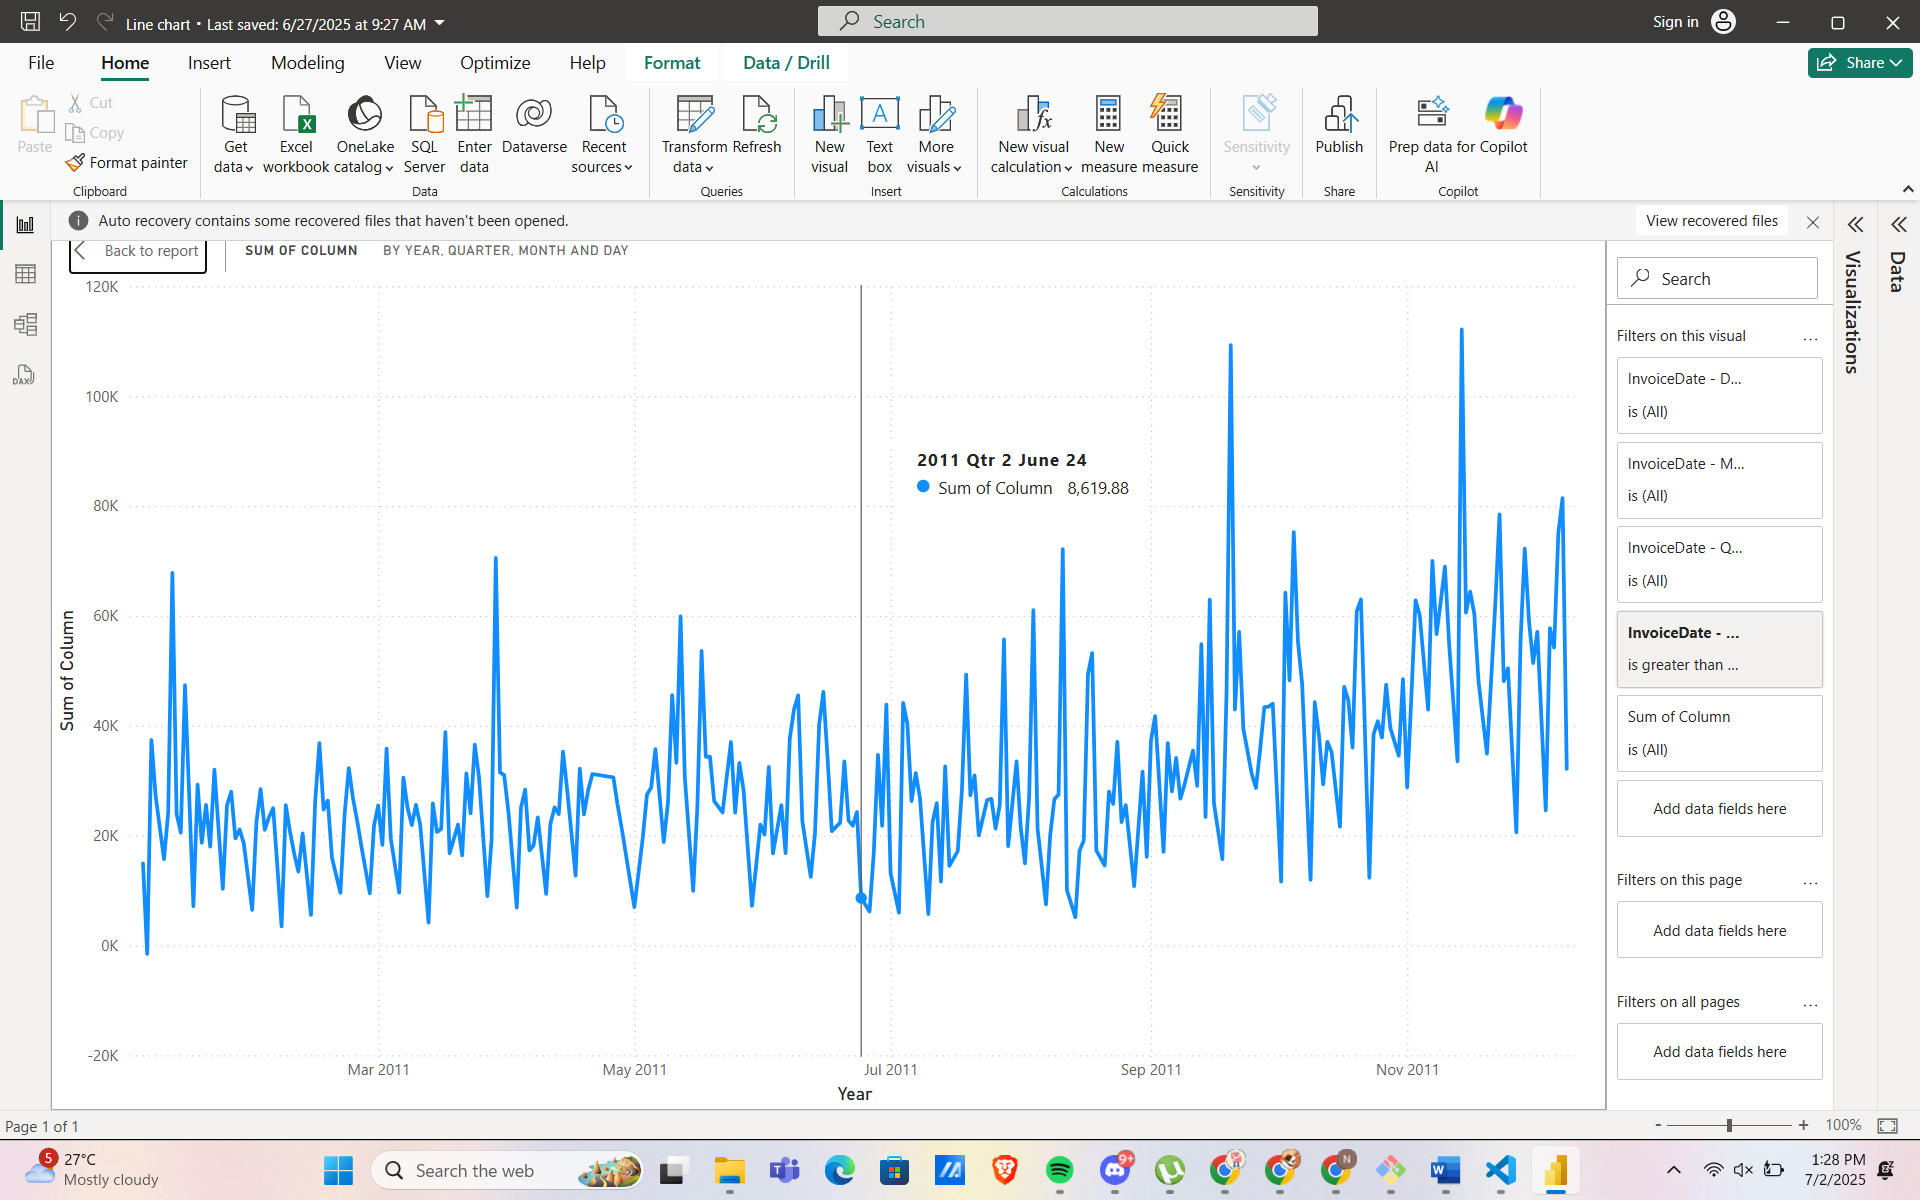 Line chart • Last saved: 6/27/2025 at 9:27 AM
Search
Sign in
File
Home
Insert
Modeling
View
Optimize
Help
Format
Data / Drill
Share
Paste
Cut
Copy
Format painter
Clipboard
Get data
Excel workbook
OneLake catalog
SQL Server
Enter data
Dataverse
Recent sources
Data
Transform data
Refresh
Queries
New visual
Text box
More visuals
Insert
New visual calculation
New measure
Quick measure
Calculations
Sensitivity
Sensitivity
Publish
Share
Prep data for AI
Copilot
Copilot
Auto recovery contains some recovered files that haven't been opened.
View recovered files
Back to report
SUM OF COLUMN
BY YEAR, QUARTER, MONTH AND DAY
120K
100K
80K
60K
40K
20K
0K
-20K
Sum of Column
2011 Qtr 2 June 24
Sum of Column 8,619.88
Mar 2011
May 2011
Jul 2011
Sep 2011
Nov 2011
Year
Search
Filters on this visual
...
InvoiceDate - D...
is (All)
InvoiceDate - M...
is (All)
InvoiceDate - Q...
is (All)
InvoiceDate - ...
is greater than ...
Sum of Column
is (All)
Add data fields here
Filters on this page
...
Add data fields here
Filters on all pages
...
Add data fields here
Visualizations
Data
Page 1 of 1
- + 100%
5
27°C
Mostly cloudy
Search the web
9+
1:28 PM
7/2/2025